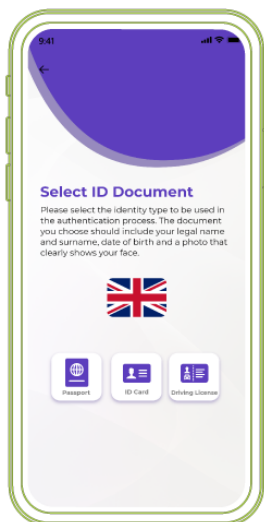 9:41
Select ID Document
Please select the identity type to be used in
the authentication process. The document
you choose should include your legal name
and surname, date of birth and a photo that
clearly shows your face.
Passport
ID Card
Driving License